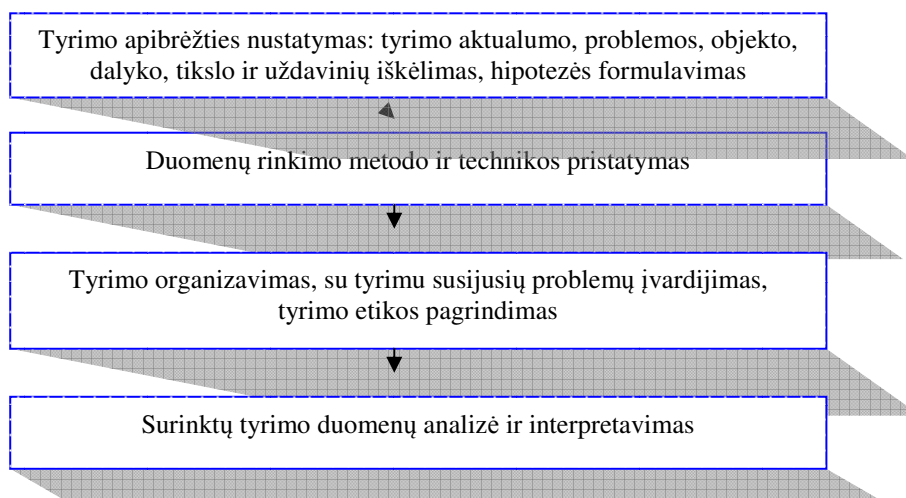 Tyrimo apibrėžties nustatymas: tyrimo aktualumo, problemos, objekto,
dalyko, tikslo ir uždavinių iškėlimas, hipotezės formulavimas
Duomenų rinkimo metodo ir technikos pristatymas
Tyrimo organizavimas, su tyrimu susijusių problemų įvardijimas,
tyrimo etikos pagrindimas
Surinktų tyrimo duomenų analizė ir interpretavimas